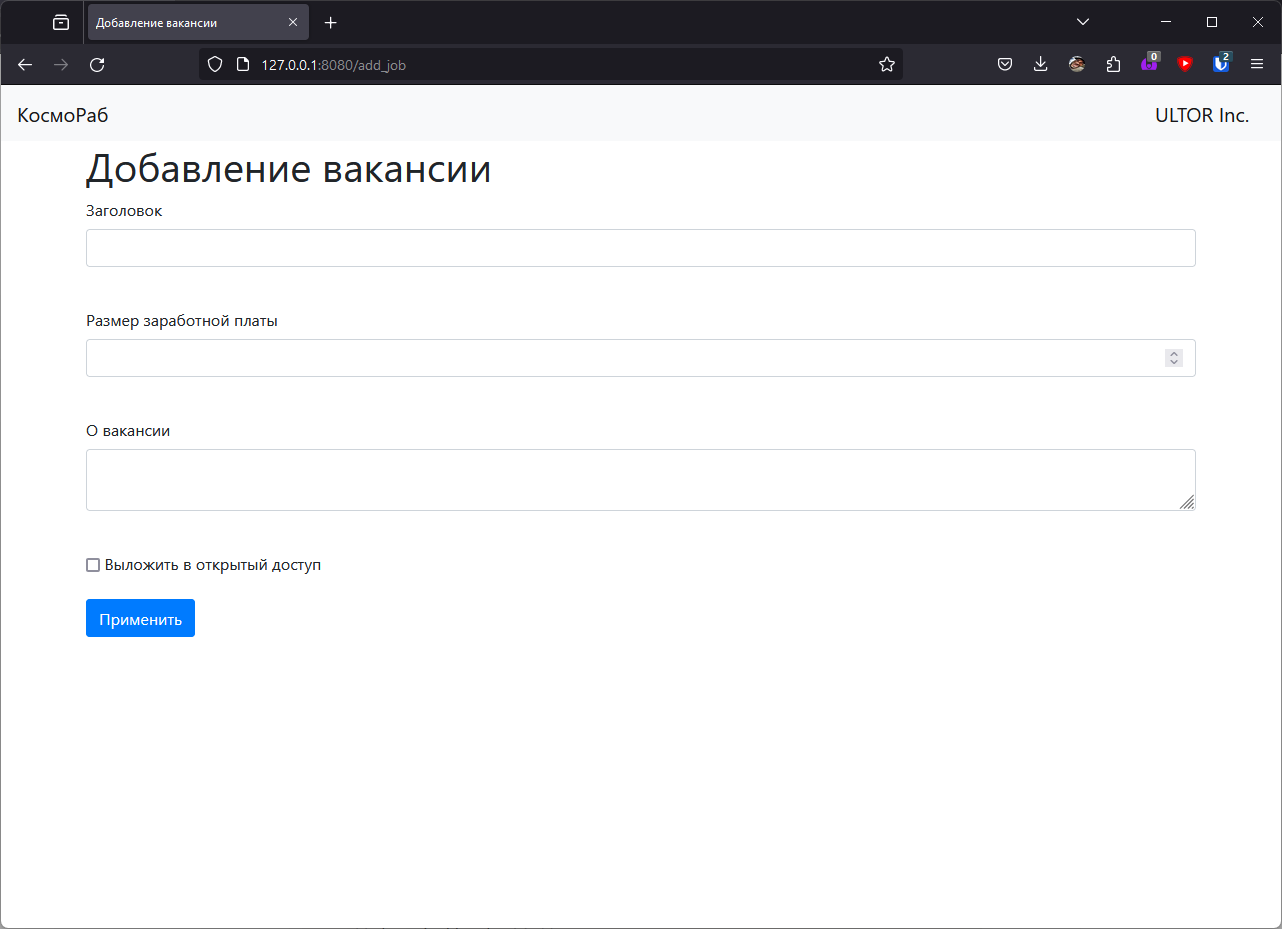 Добавление вакансии
127.0.0.1:8080/add_job
0
2
КосмоРаб
ULTOR Inc.
Добавление вакансии
Заголовок
Размер заработной платы
О вакансии
Выложить в открытый доступ
Применить